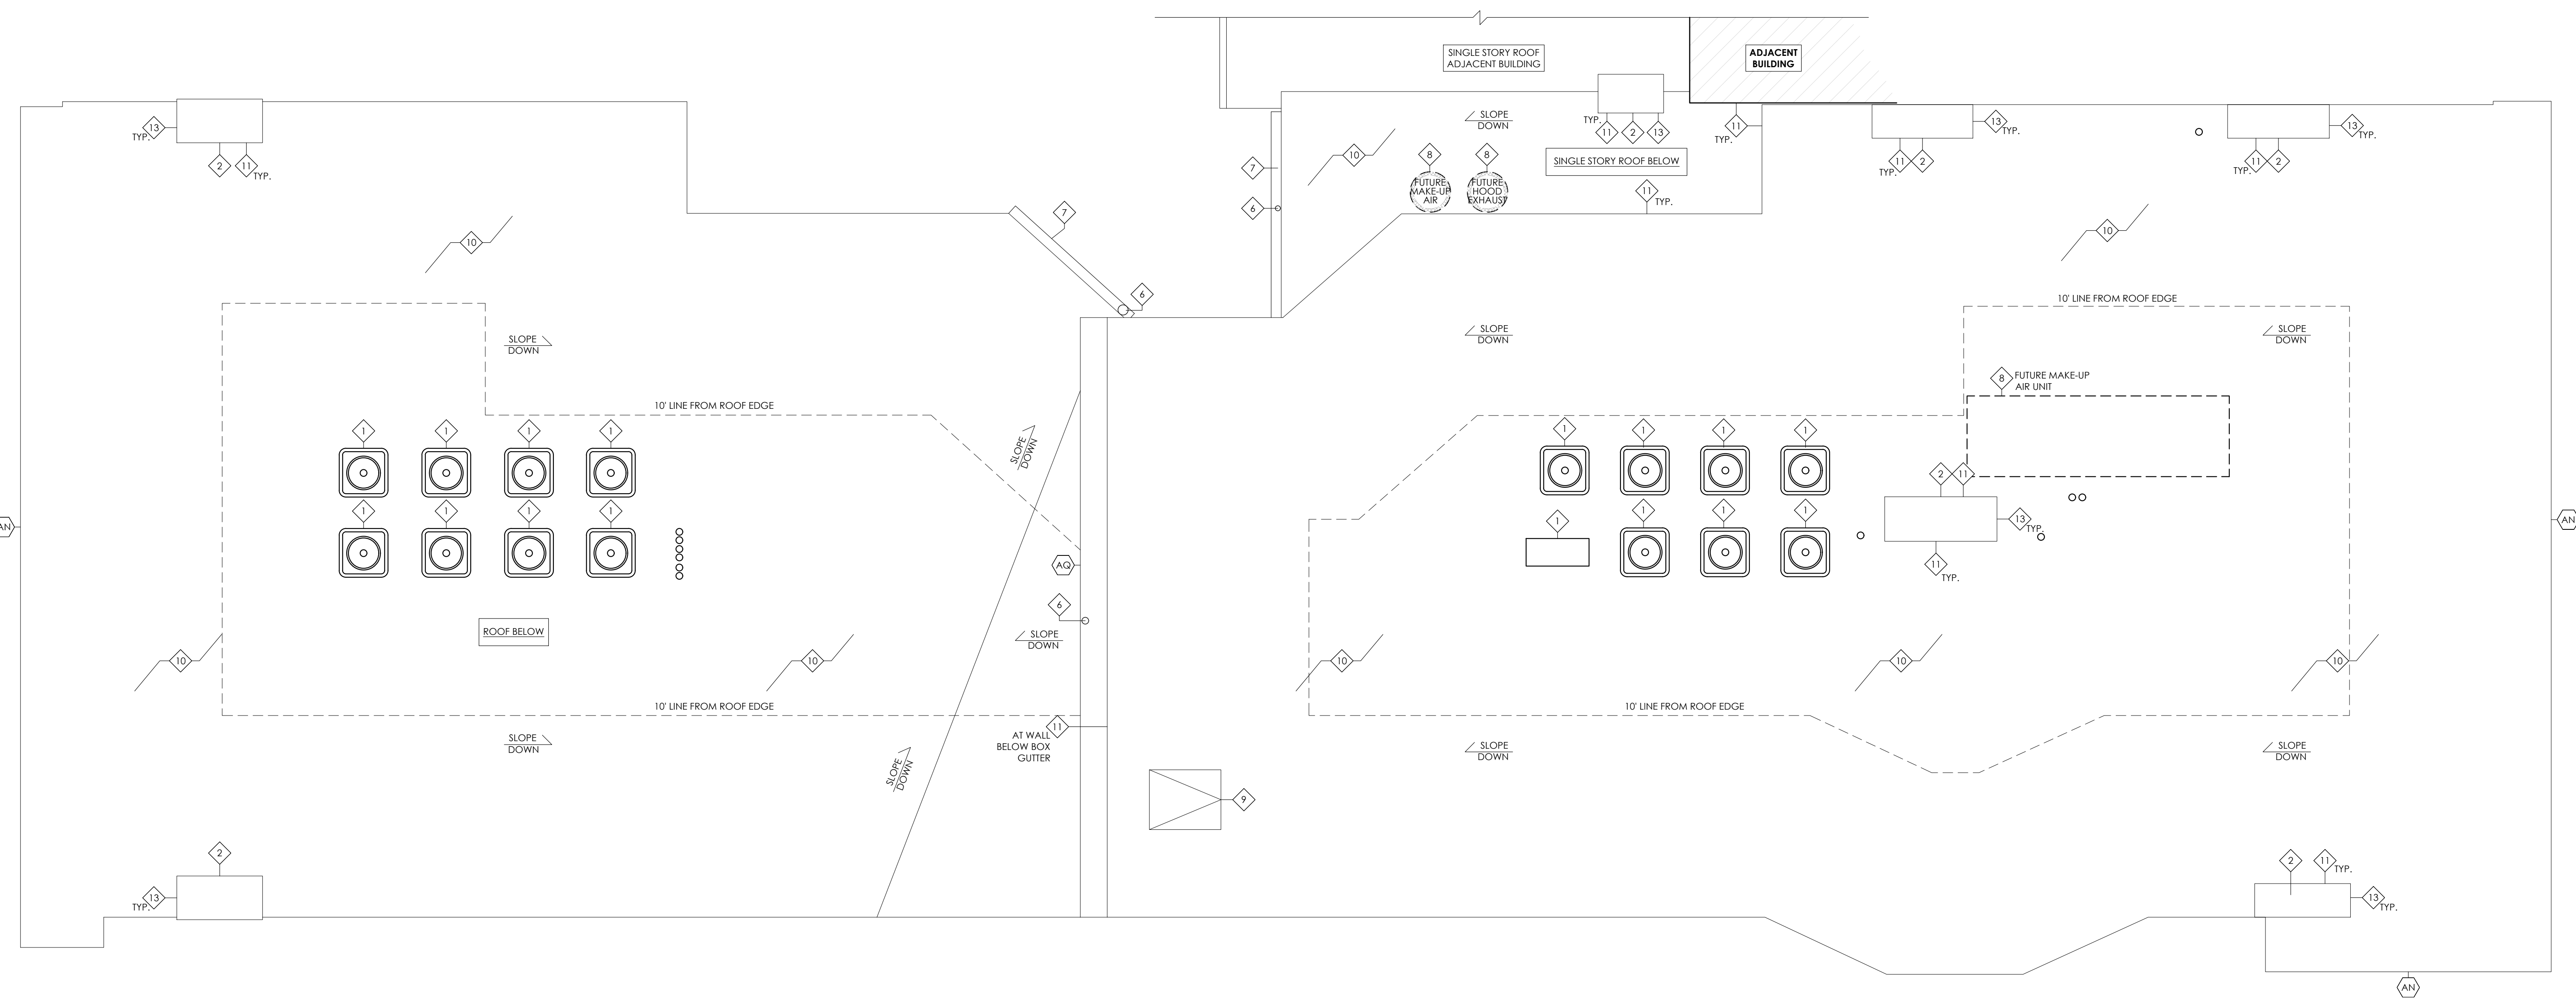 SINGLE STORY ROOF
ADJACENT BUILDING
ADJACENT
BUILDING
13
TYP.
2
11
TYP.
SLOPE
DOWN
TYP.
11
2
13
11
TYP.
13
TYP.
11
2
TYP.
13
TYP.
11
2
TYP.
7
10
8
8
SINGLE STORY ROOF BELOW
FUTURE
MAKE-UP
AIR
FUTURE
HOOD
EXHAUST
11
TYP.
6
7
10
10
6
10' LINE FROM ROOF EDGE
SLOPE
DOWN
SLOPE
DOWN
SLOPE
DOWN
8
FUTURE MAKE-UP
AIR UNIT
10' LINE FROM ROOF EDGE
1
1
1
1
SLOPE
DOWN
1
1
1
1
2
11
1
1
1
1
1
1
1
1
13
TYP.
AN
AN
AQ
11
TYP.
6
ROOF BELOW
SLOPE
DOWN
10
10
10
10
10
10' LINE FROM ROOF EDGE
10' LINE FROM ROOF EDGE
11
AT WALL
BELOW BOX
GUTTER
SLOPE
DOWN
SLOPE
DOWN
SLOPE
DOWN
SLOPE
DOWN
9
2
13
TYP.
2
11
TYP.
13
TYP.
AN